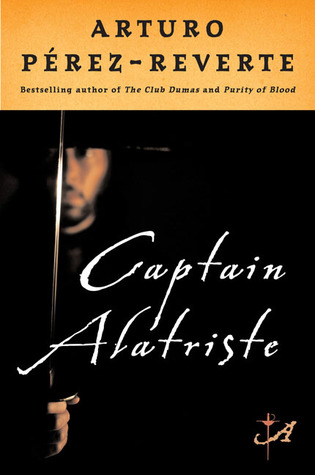 ARTURO
PÉREZ-REVERTE
Bestselling author of The Club Dumas and Purity of Blood
Captain
Alatriste
A